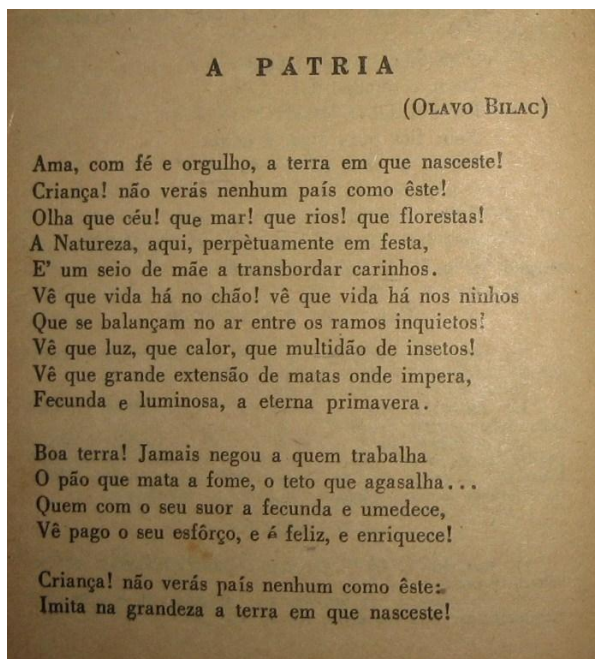 A PÁTRIA
(OLAVO BILAC)
Ama, com fé e orgulho, a terra em que nasceste!
Criança! não verás nenhum país como êste!
Olha que céu! que mar! que rios! que florestas!
A Natureza, aqui, perpètuamente em festa,
E' um seio de mãe a transbordar carinhos.
Vê que vida há no chão! vê que vida há nos ninhos
Que se balançam no ar entre os ramos inquietos!
Vê que luz, que calor, que multidão de insetos!
Vê que grande extensão de matas onde impera,
Fecunda e luminosa, a eterna primavera.
Boa terra! Jamais negou a quem trabalha
O pão que mata a fome, o teto que agasalha...
Quem com o seu suor a fecunda e umedece,
Vê pago o seu esfôrço, e é feliz, e enriquece!
Criança! não verás país nenhum como êste:
Imita na grandeza a terra em que nasceste!